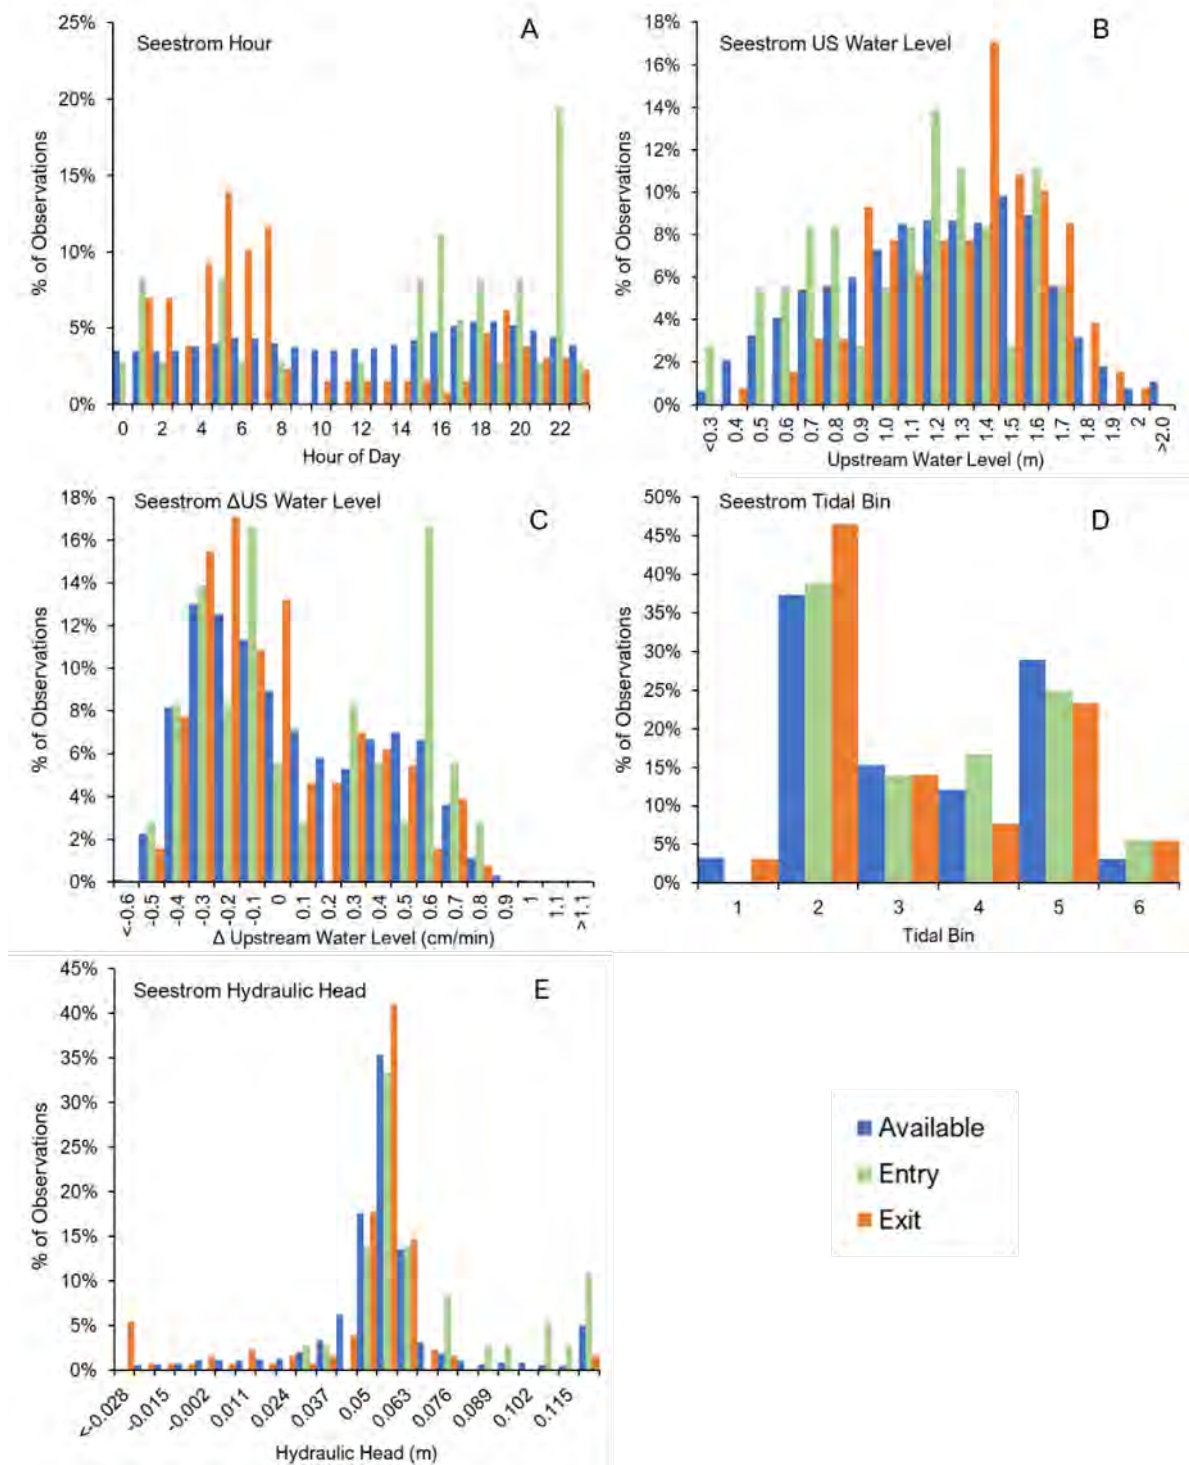 Seestrom Hour
A
25%
20%
15%
10%
5%
0%
% of Observations
0 2 4 6 8 10 12 14 16 18 20 22
Hour of Day
Seestrom US Water Level
B
18%
16%
14%
12%
10%
8%
6%
4%
2%
0%
% of Observations
<0.3 0.4 0.5 0.6 0.7 0.8 0.9 1.0 1.1 1.2 1.3 1.4 1.5 1.6 1.7 1.8 1.9 2 >2.0
Upstream Water Level (m)
Seestrom ΔUS Water Level
C
18%
16%
14%
12%
10%
8%
6%
4%
2%
0%
% of Observations
<-0.6 -0.5 -0.4 -0.3 -0.2 -0.1 0 0.1 0.2 0.3 0.4 0.5 0.6 0.7 0.8 0.9 1 1.1 >1.1
Δ Upstream Water Level (cm/min)
Seestrom Tidal Bin
D
50%
45%
40%
35%
30%
25%
20%
15%
10%
5%
0%
% of Observations
1 2 3 4 5 6
Tidal Bin
Seestrom Hydraulic Head
E
45%
40%
35%
30%
25%
20%
15%
10%
5%
0%
% of Observations
<-0.028 -0.015 -0.002 0.011 0.024 0.037 0.05 0.063 0.076 0.089 0.102 0.115
Hydraulic Head (m)
Available
Entry
Exit